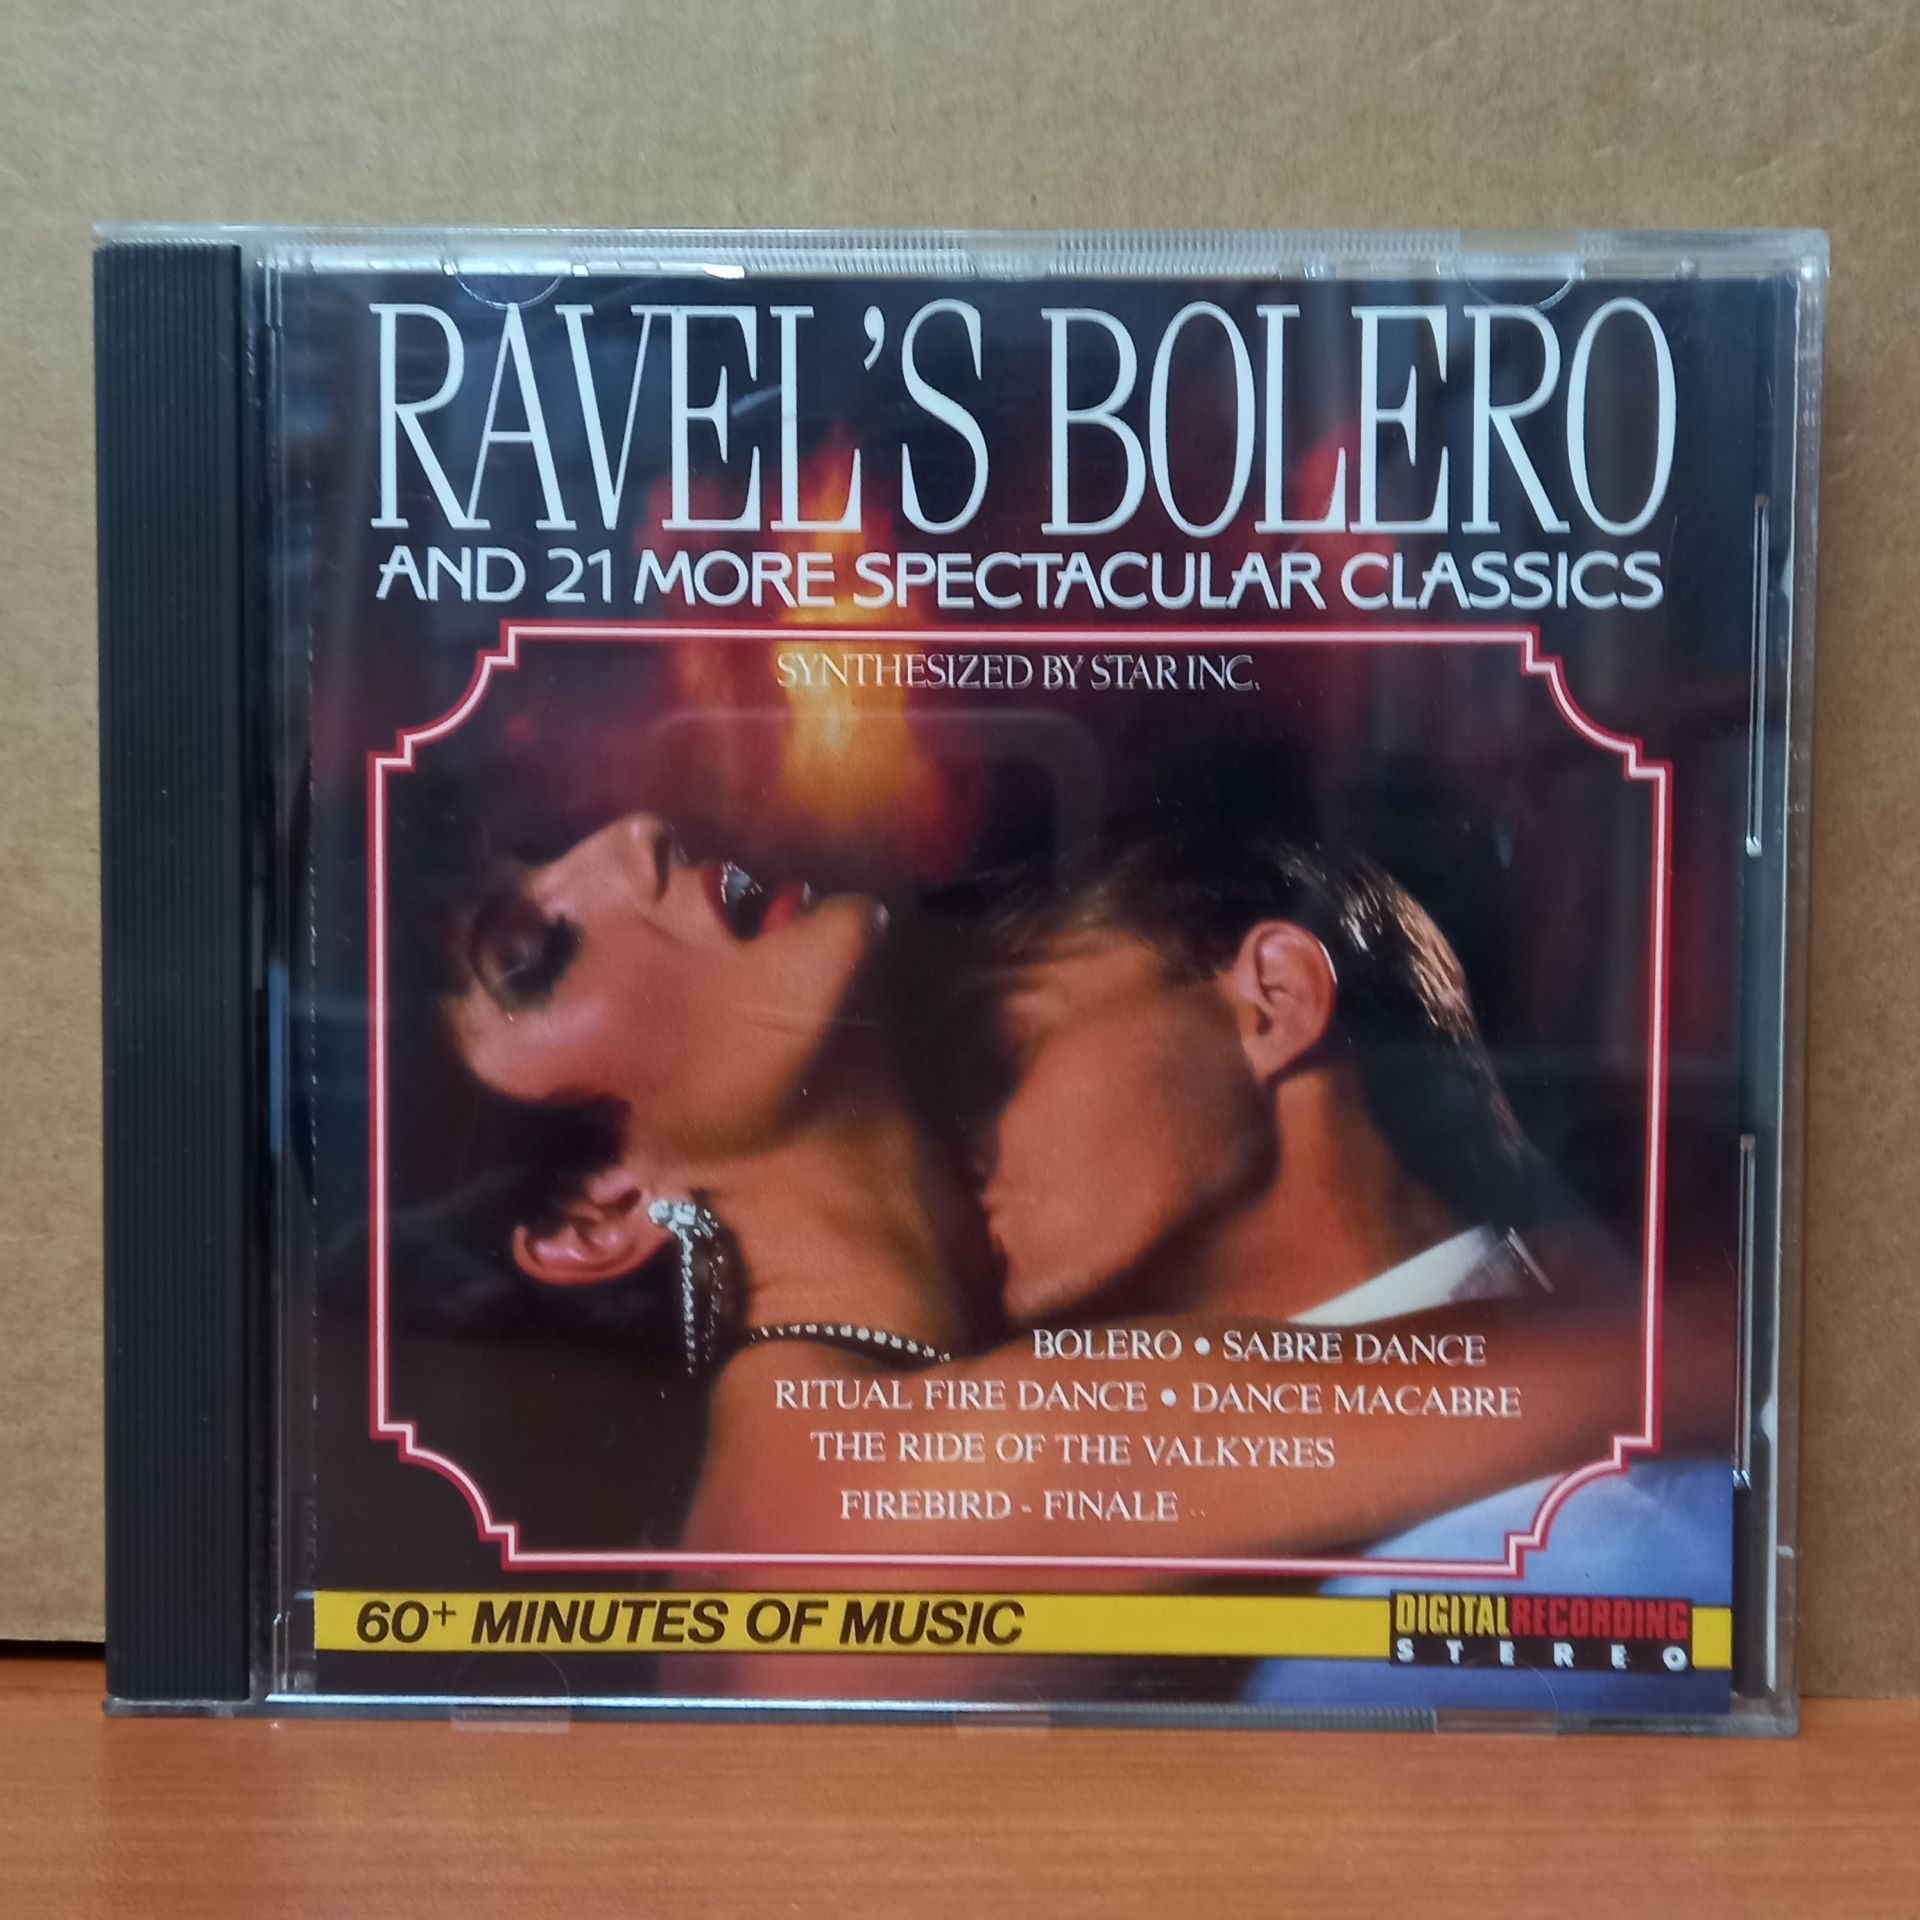 RAVEL'S BOLERO
AND 21 MORE SPECTACULAR CLASSICS
SYNTHESIZED BY STAR INC.
BOLERO • SABRE DANCE
RITUAL FIRE DANCE • DANCE MACABRE
THE RIDE OF THE VALKYRES
FIREBIRD - FINALE
60+ MINUTES OF MUSIC
DIGITAL RECORDING
STEREO